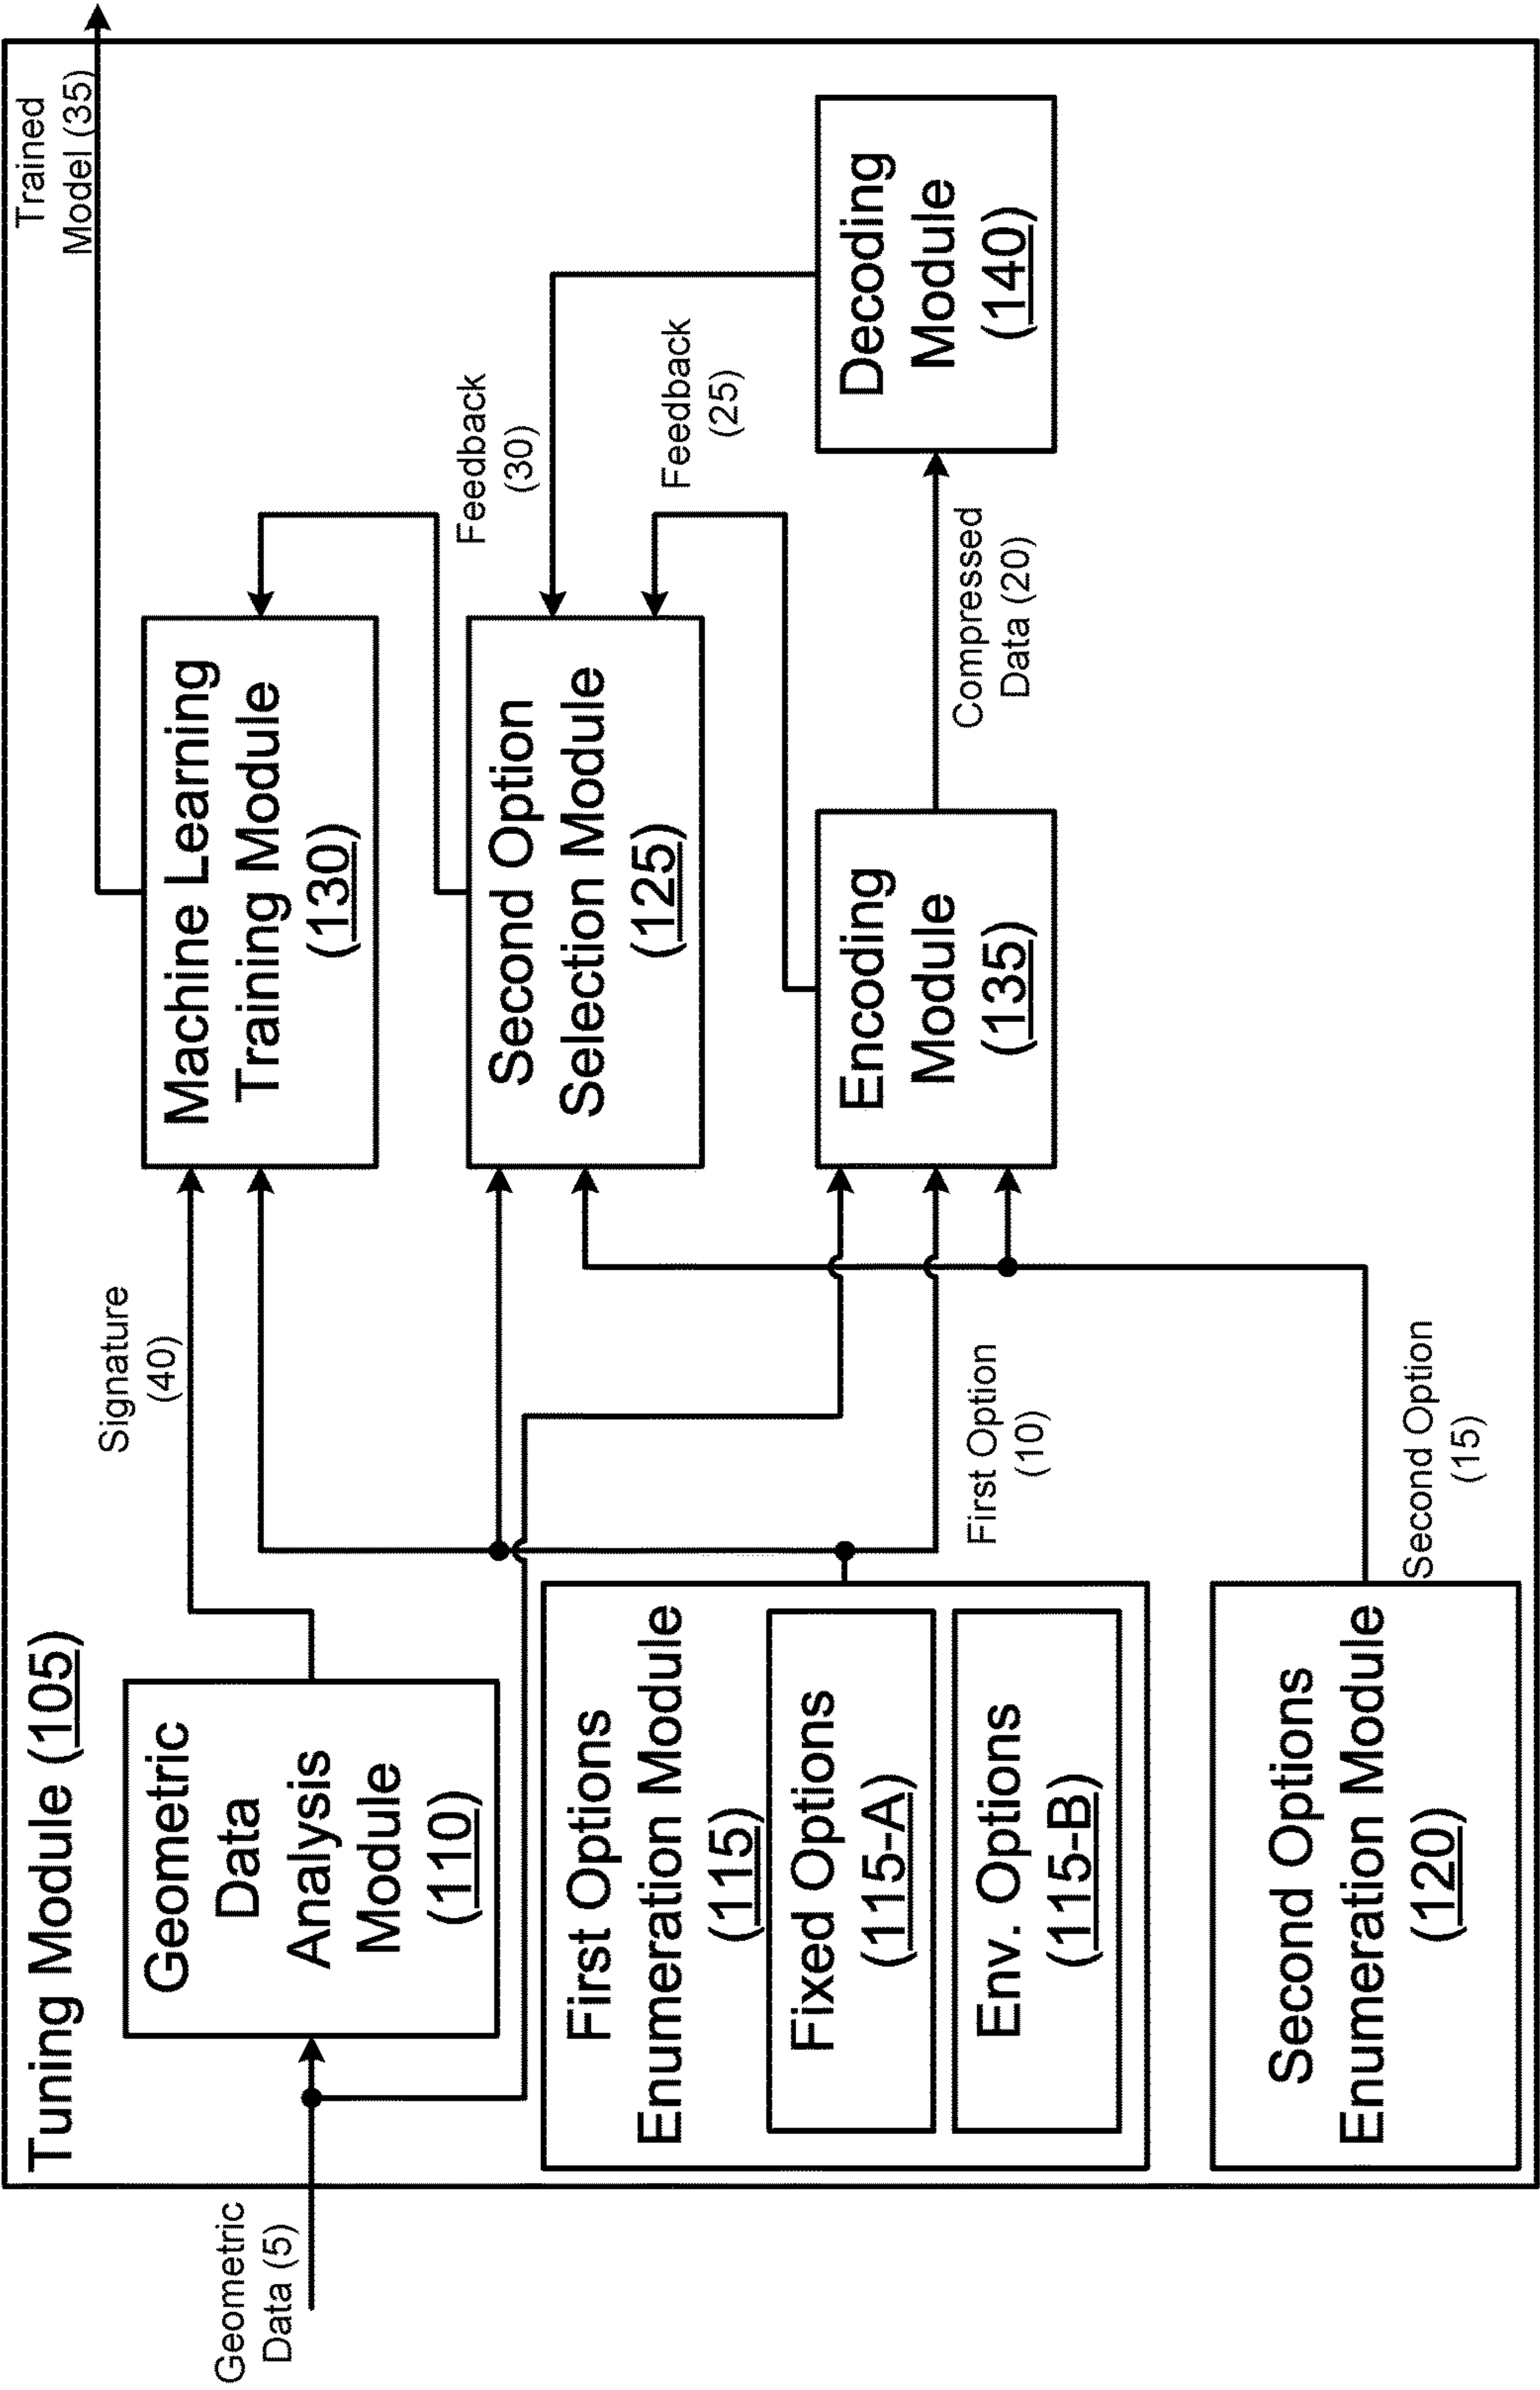 Tuning Module (105)
Geometric
Data (5)
Geometric
Data
Analysis
Module
(110)
First Options
Enumeration Module
(115)
Fixed Options
(115-A)
Env. Options
(115-B)
Second Options
Enumeration Module
(120)
Signature
(40)
First Option
(10)
Second Option
(15)
Machine Learning
Training Module
(130)
Second Option
Selection Module
(125)
Encoding
Module
(135)
Feedback
(30)
Feedback
(25)
Compressed
Data (20)
Decoding
Module
(140)
Trained
Model (35)